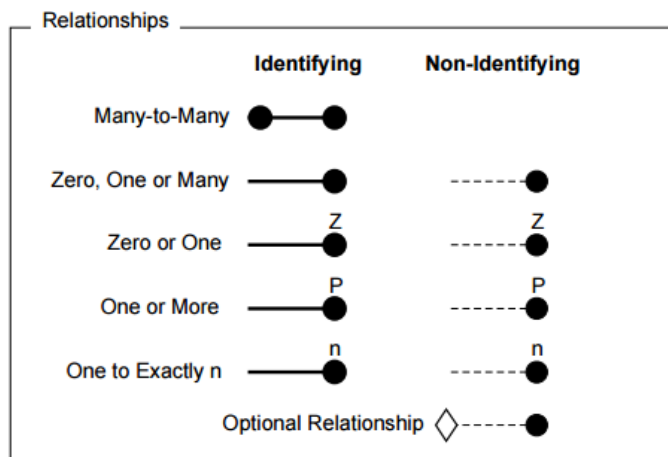 Relationships
Identifying Non-Identifying
Many-to-Many
Zero, One or Many
Z Z
Zero or One
P P
One or More
n n
One to Exactly n
Optional Relationship